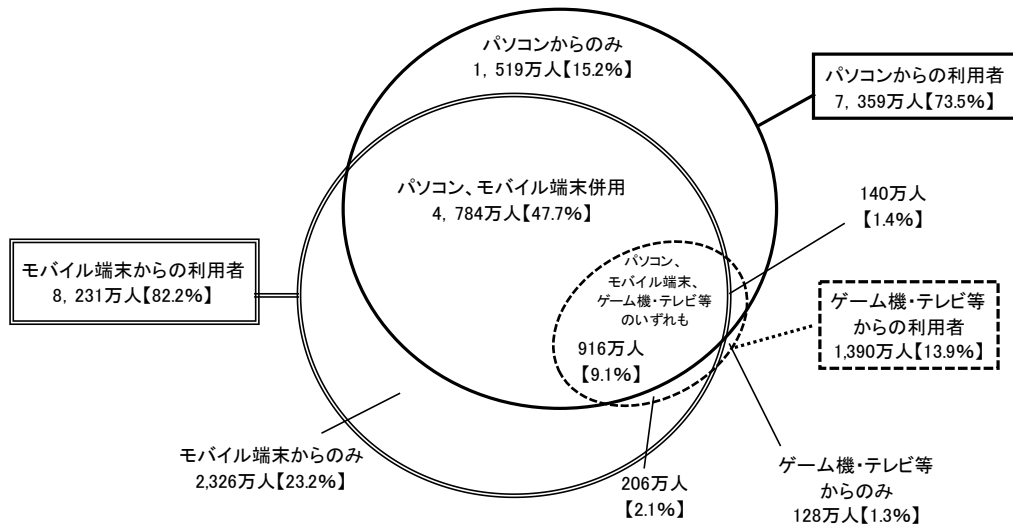 パソコンからのみ
1, 519万人【15.2%】
パソコンからの利用者
7, 359万人【73.5%】
パソコン、モバイル端末併用
4, 784万人【47.7%】
140万人
【1.4%】
モバイル端末からの利用者
8, 231万人【82.2%】
パソコン、
モバイル端末、
ゲーム機・テレビ等
のいずれも
916万人
【9.1%】
ゲーム機・テレビ等
からの利用者
1,390万人【13.9%】
モバイル端末からのみ
2,326万人【23.2%】
206万人
【2.1%】
ゲーム機・テレビ等
からのみ
128万人【1.3%】